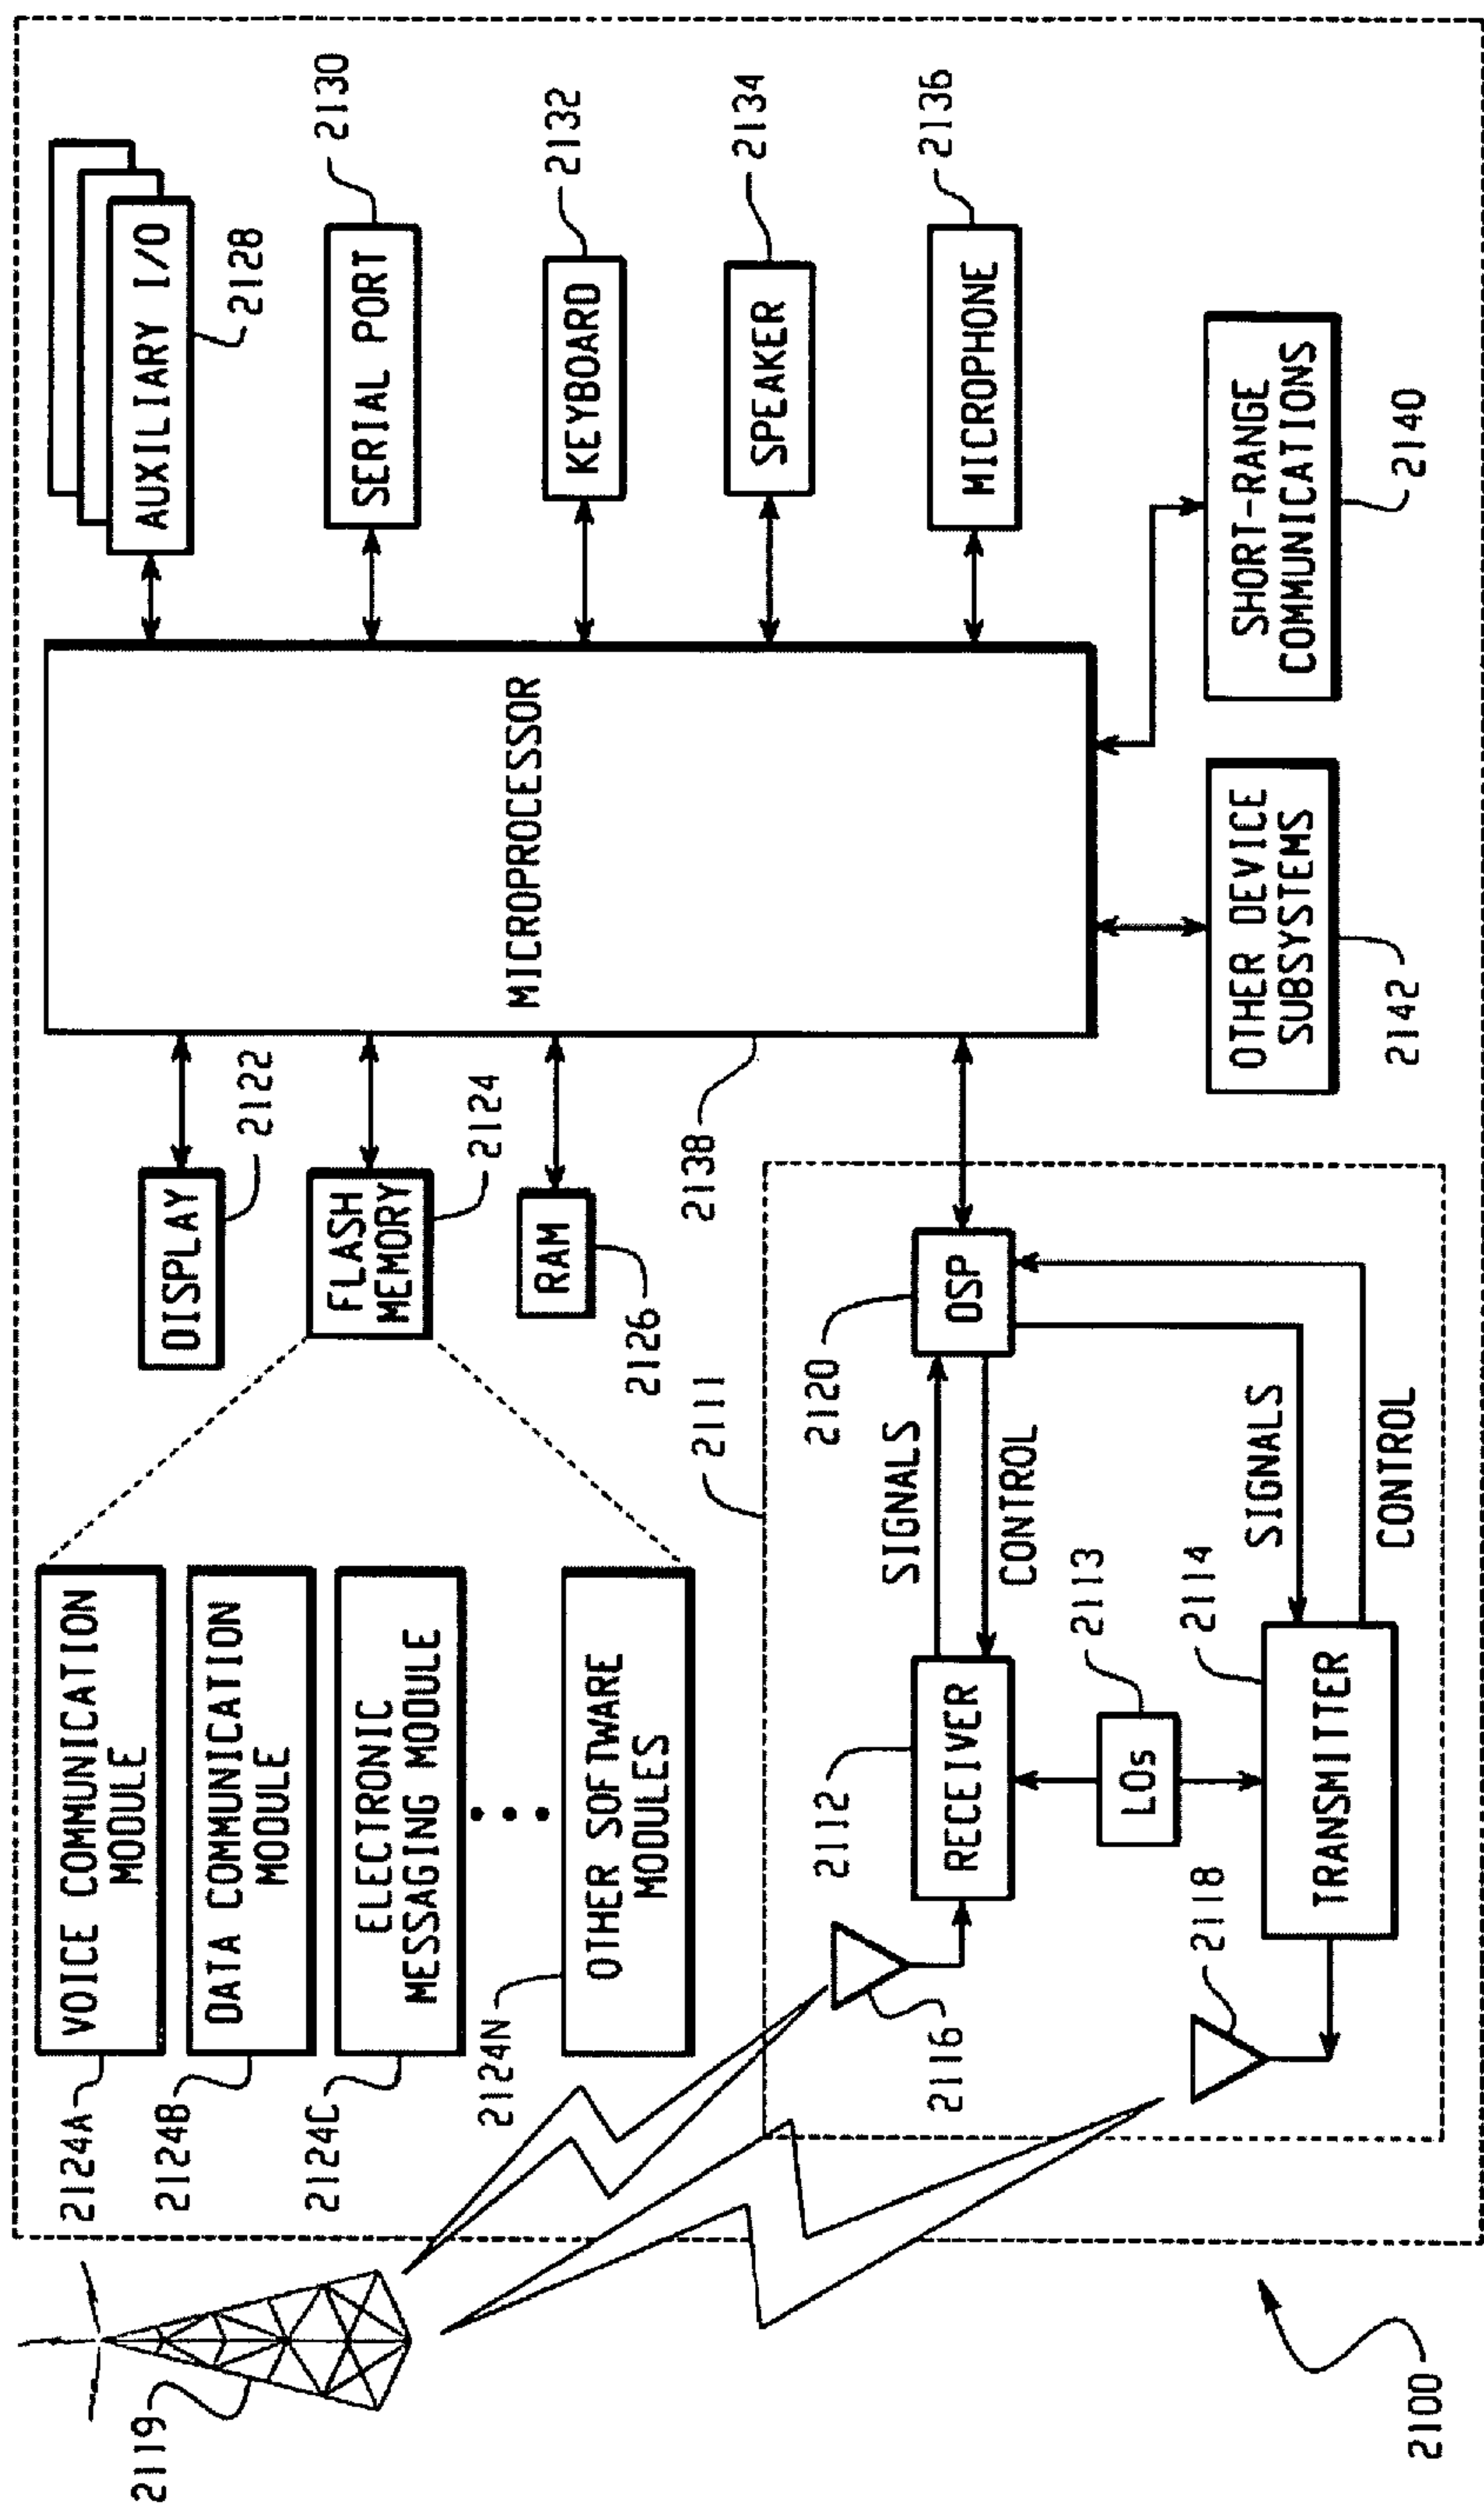 2119
2100
2124A
VOICE COMMUNICATION
MODULE
2124B
DATA COMMUNICATION
MODULE
2124C
ELECTRONIC
MESSAGING MODULE
2124N
OTHER SOFTWARE
MODULES
DISPLAY
2122
FLASH
MEMORY
2124
RAM
2126
2138
MICROPROCESSOR
AUXILIARY I/O
2128
SERIAL PORT
2130
KEYBOARD
2132
SPEAKER
2134
MICROPHONE
2136
SHORT-RANGE
COMMUNICATIONS
2140
OTHER DEVICE
SUBSYSTEMS
2142
2111
2120
DSP
SIGNALS
CONTROL
2112
RECEIVER
2116
2113
LOs
2114
TRANSMITTER
2118
SIGNALS
CONTROL